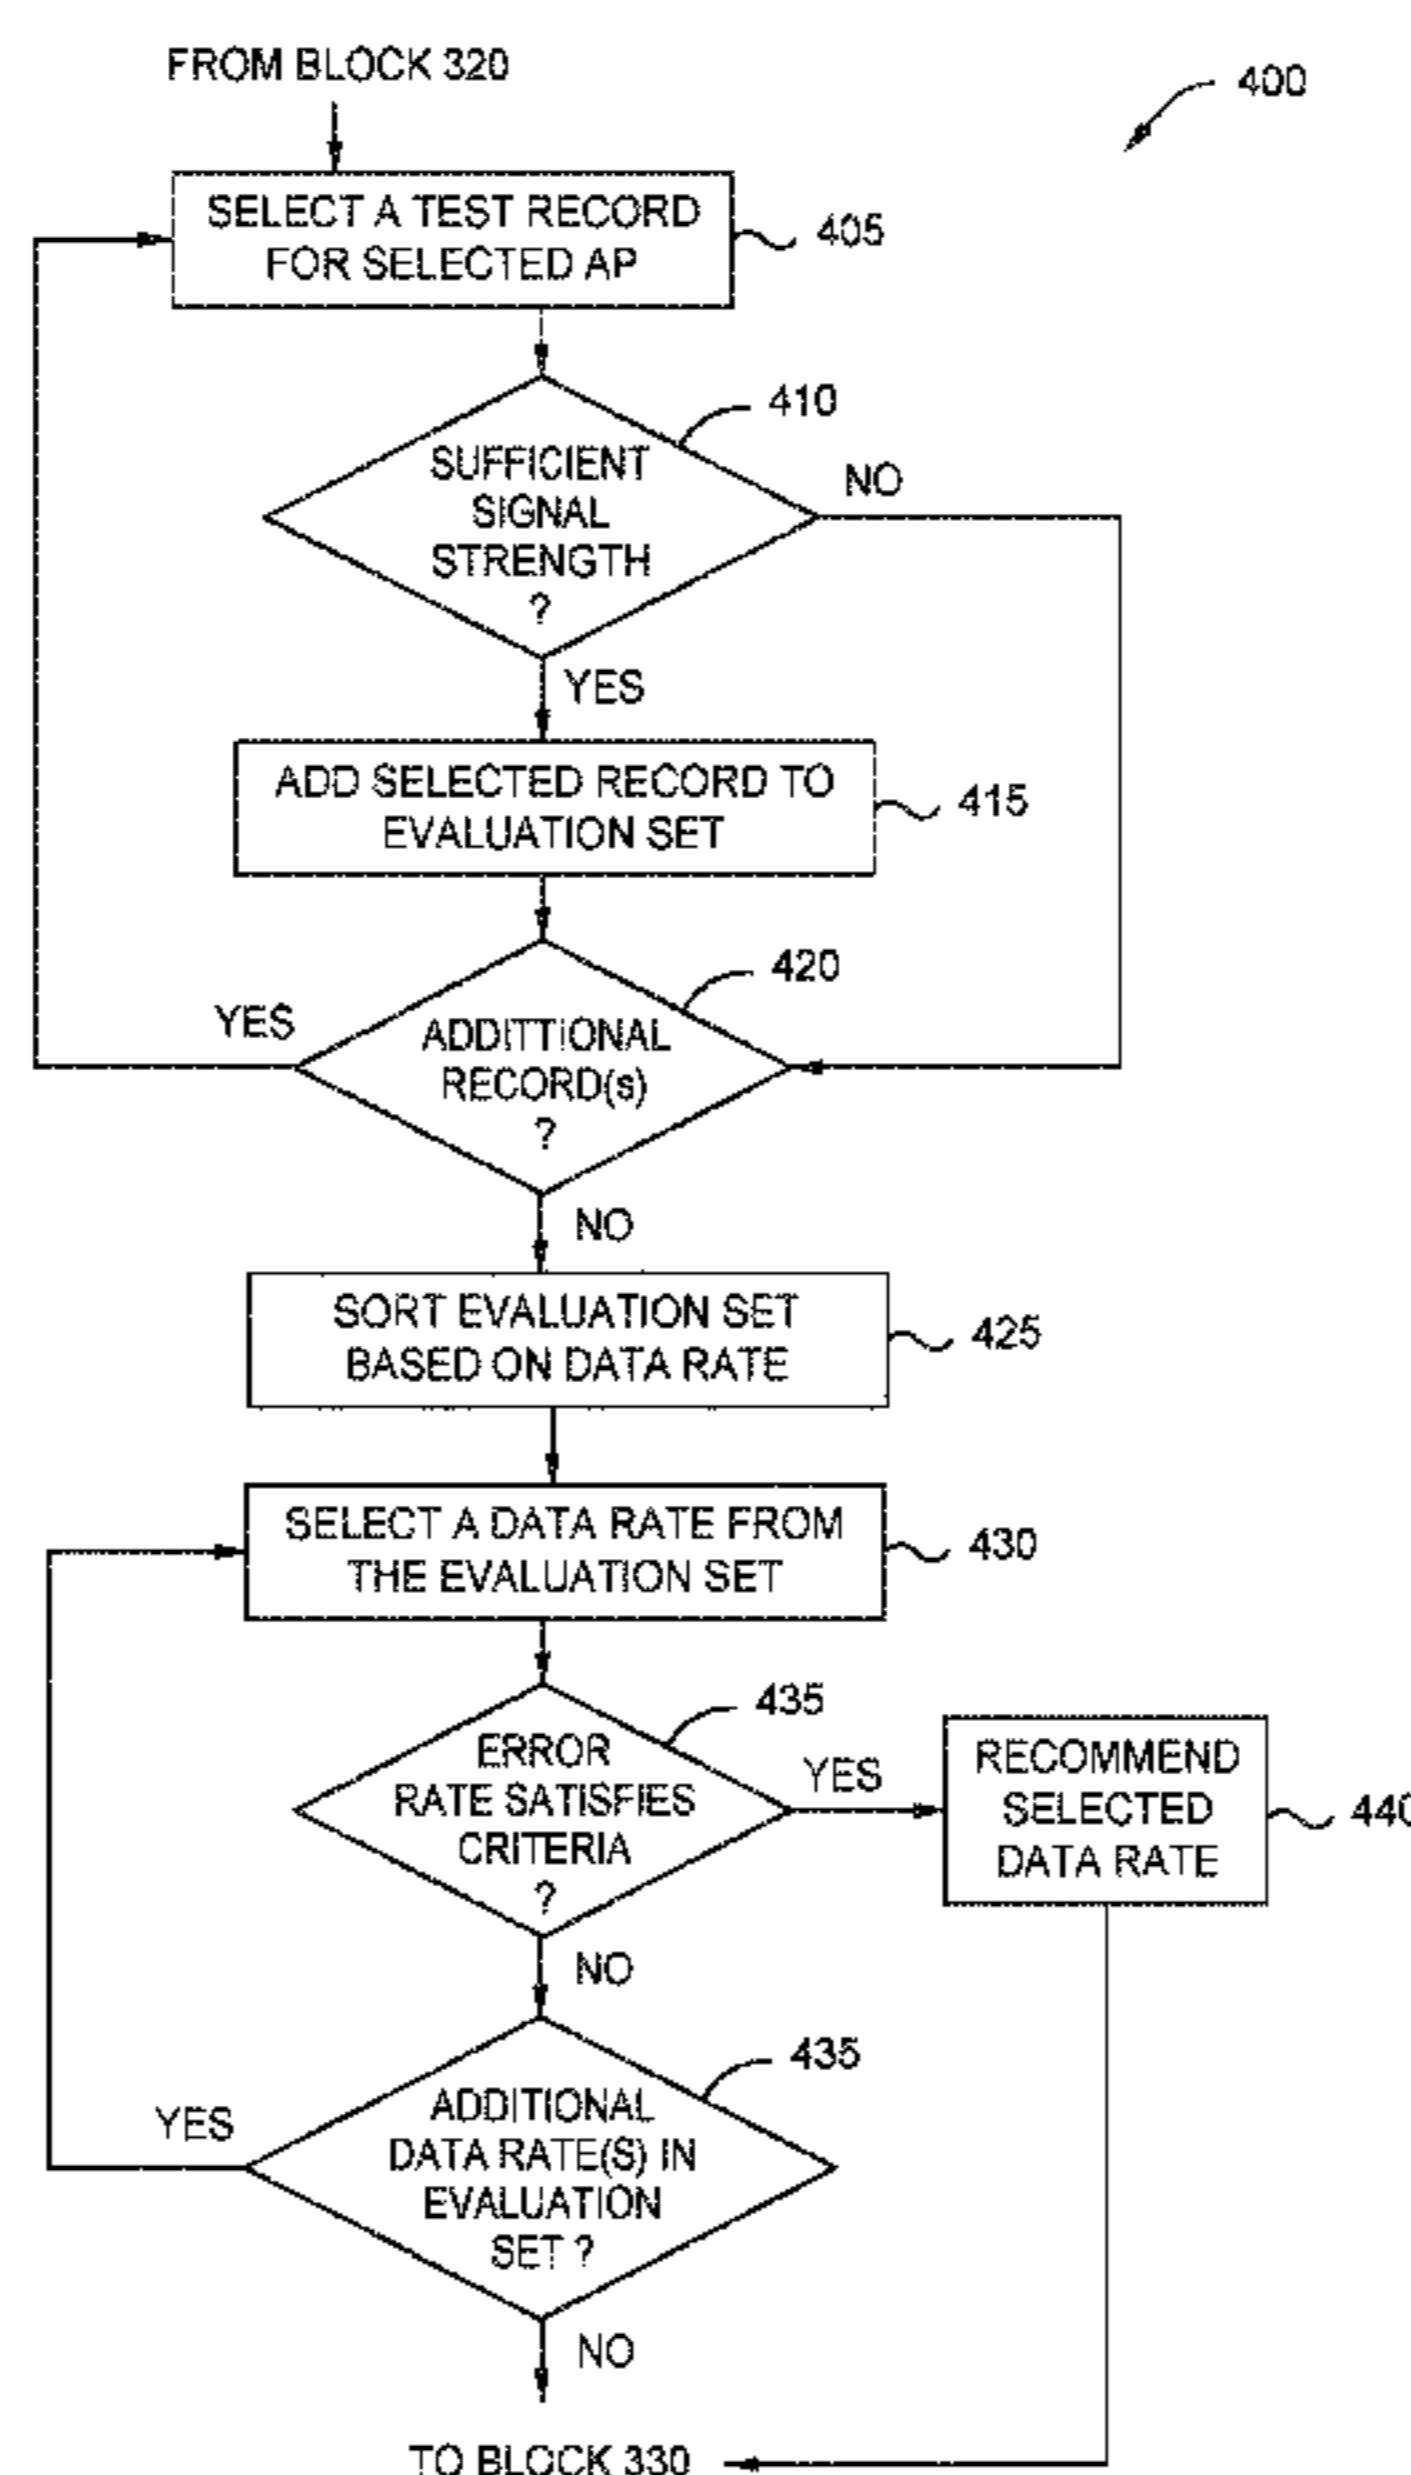 FROM BLOCK 320
400
SELECT A TEST RECORD
FOR SELECTED AP
405
410
SUFFICIENT
SIGNAL
STRENGTH
?
NO
YES
ADD SELECTED RECORD TO
EVALUATION SET
415
420
YES
ADDITTIONAL
RECORD(s)
?
NO
SORT EVALUATION SET
BASED ON DATA RATE
425
SELECT A DATA RATE FROM
THE EVALUATION SET
430
435
ERROR
RATE SATISFIES
CRITERIA
?
YES
RECOMMEND
SELECTED
DATA RATE
440
NO
435
YES
ADDITIONAL
DATA RATE(S) IN
EVALUATION
SET ?
NO
TO BLOCK 330